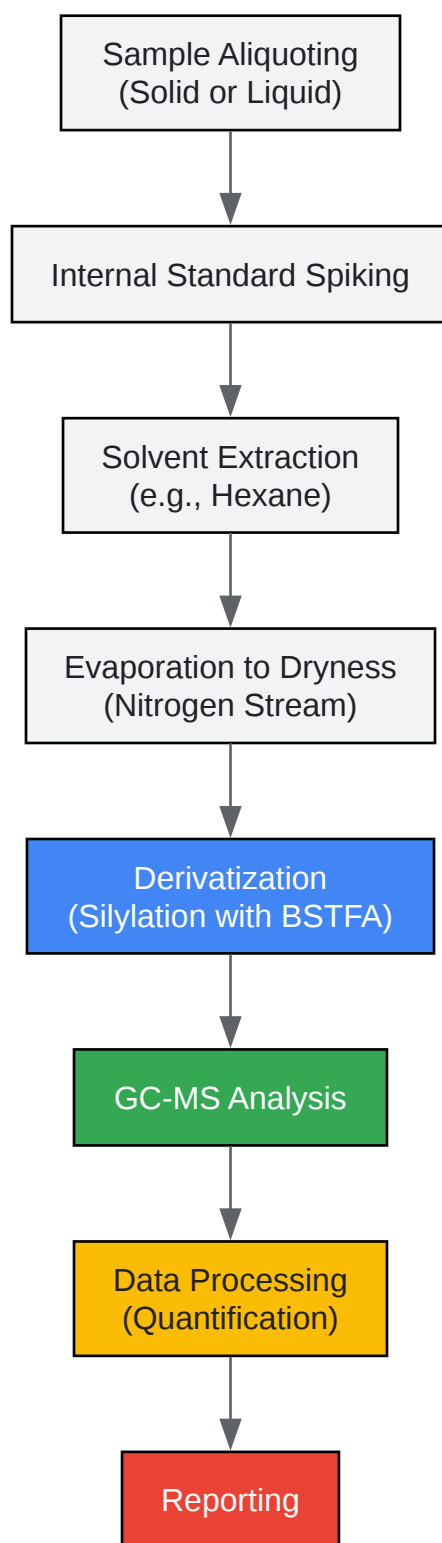 Sample Aliquoting
(Solid or Liquid)
Internal Standard Spiking
Solvent Extraction
(e.g., Hexane)
Evaporation to Dryness
(Nitrogen Stream)
Derivatization
(Silylation with BSTFA)
GC-MS Analysis
Data Processing
(Quantification)
Reporting